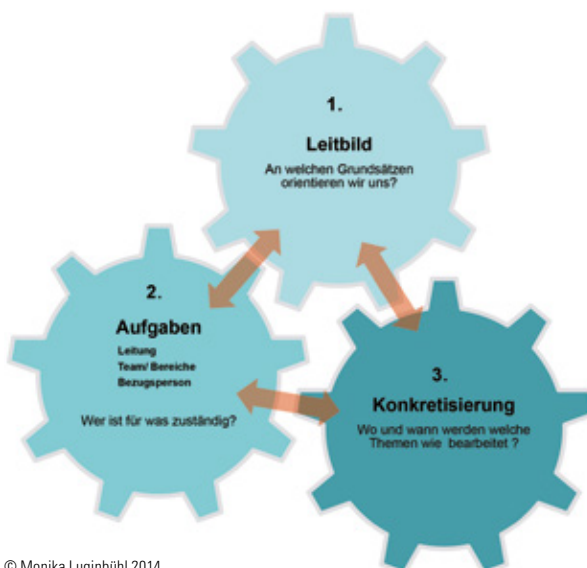 1.
Leitbild
An welchen Grundsätzen
orientieren wir uns?
2.
Aufgaben
Leitung
Team/ Bereiche
Bezugsperson
Wer ist für was zuständig?
3.
Konkretisierung
Wo und wann werden welche
Themen wie bearbeitet ?
© Monika Luginbühl 2014